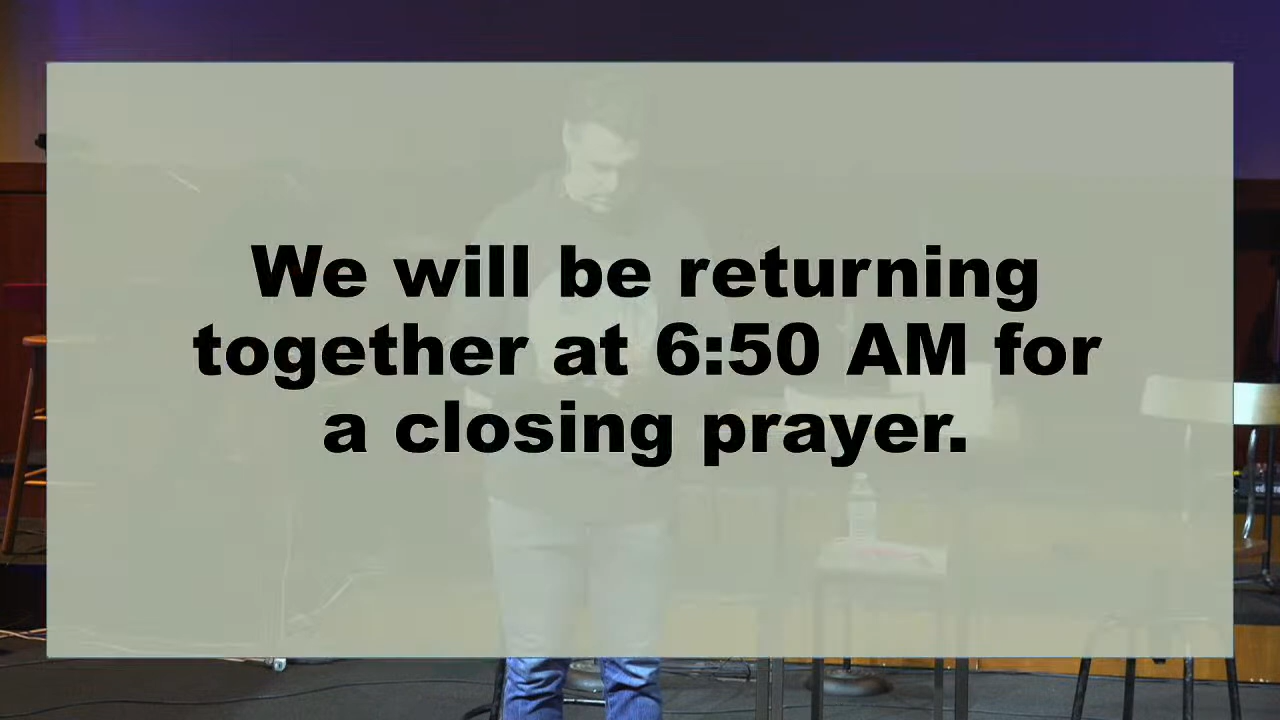 We will be returning
together at 6:50 AM for
a closing prayer.